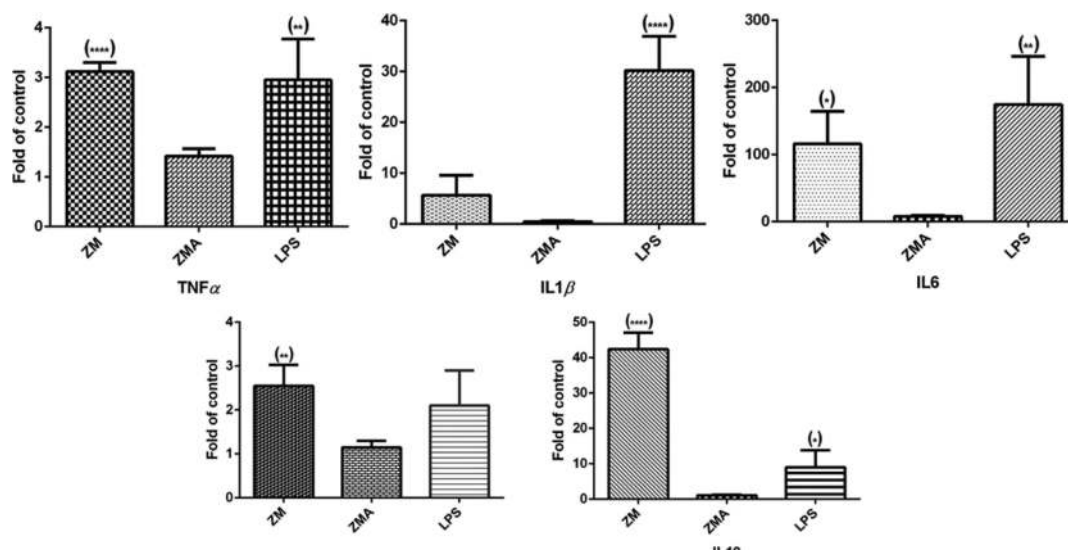 Fold of control
4
3
2
1
0
(****)
(**)
ZM
ZMA
LPS
TNFα
Fold of control
40
30
20
10
0
(****)
ZM
ZMA
LPS
IL1β
Fold of control
300
200
100
0
(*)
(**)
ZM
ZMA
LPS
IL6
Fold of control
4
3
2
1
0
(**)
ZM
ZMA
LPS
Fold of control
50
40
30
20
10
0
(****)
(*)
ZM
ZMA
LPS